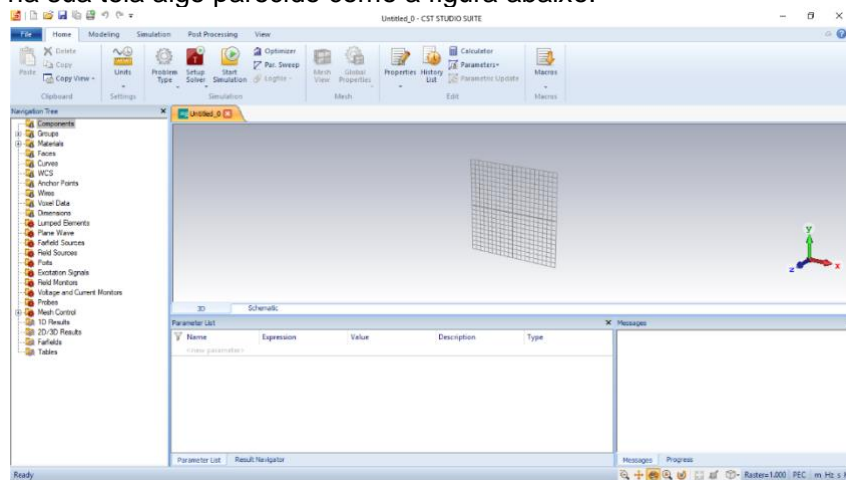 na sua tela algo parecido como a figura abaixo.
Untitled_0 - CST STUDIO SUITE
File Home Modeling Simulation Post Processing View
Paste Delete Copy Copy View
Units
Problem Type Setup Solver Start Simulation Optimizer Par. Sweep Logfile
Mesh View Global Properties
Properties History List Calculator Parameters Parametric Update
Macros
Clipboard Settings Simulation Mesh Edit Macros
Navigation Tree
Untitled_0
Components
Groups
Materials
Faces
Curves
WCS
Anchor Points
Wires
Voxel Data
Dimensions
Lumped Elements
Plane Wave
Farfield Sources
Field Sources
Ports
Excitation Signals
Field Monitors
Voltage and Current Monitors
Probes
Mesh Control
1D Results
2D/3D Results
Farfields
Tables
y
z x
3D Schematic
Parameter List
Name Expression Value Description Type
<new parameter>
Parameter List Result Navigator
Messages
Messages Progress
Ready
Raster=1.000 PEC m Hz s